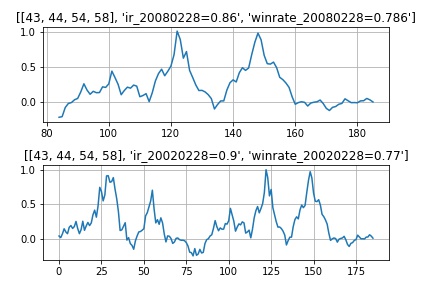 [[43, 44, 54, 58], 'ir_20080228=0.86', 'winrate_20080228=0.786']
1.0
0.5
0.0
80 100 120 140 160 180
[[43, 44, 54, 58], 'ir_20020228=0.9', 'winrate_20020228=0.77']
1.0
0.5
0.0
0 25 50 75 100 125 150 175